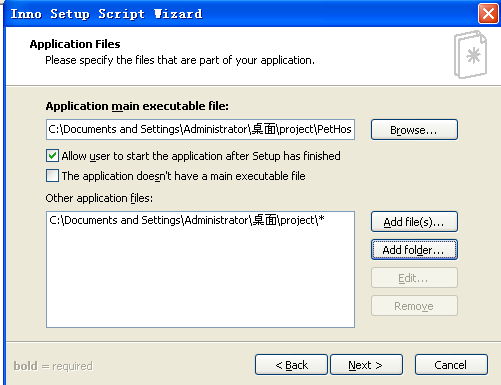 Inno Setup Script Wizard
Application Files
Please specify the files that are part of your application.
Application main executable file:
C:\Documents and Settings\Administrator\桌面\project\PetHos
Browse...
Allow user to start the application after Setup has finished
The application doesn't have a main executable file
Other application files:
C:\Documents and Settings\Administrator\桌面\project\*
Add file(s)...
Add folder...
Edit...
Remove
bold = required
< Back
Next >
Cancel